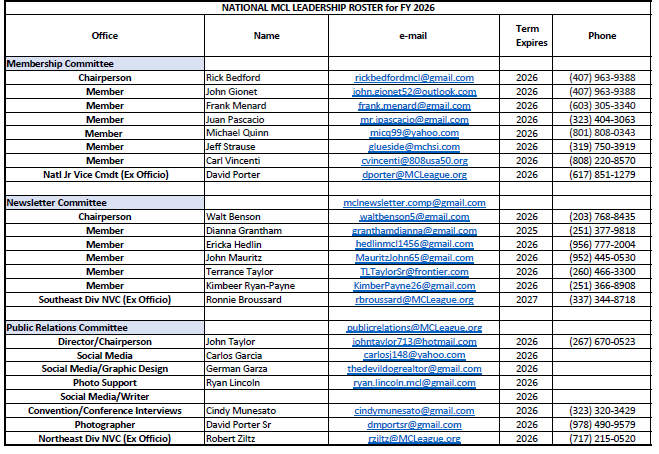 NATIONAL MCL LEADERSHIP ROSTER for FY 2026
Office Name e-mail Term Expires Phone
Membership Committee
Chairperson Rick Bedford rickbedfordmcl@gmail.com 2026 (407) 963-9388
Member John Gionet john.gionet52@outlook.com 2026 (407) 963-9388
Member Frank Menard frank.menard@gmail.com 2026 (603) 305-3340
Member Juan Pascacio mr.jpascacio@gmail.com 2026 (323) 404-3063
Member Michael Quinn micq99@yahoo.com 2026 (801) 808-0343
Member Jeff Strause glueside@mchsi.com 2026 (319) 750-3919
Member Carl Vincenti cvincenti@808usa50.org 2026 (808) 220-8570
Natl Jr Vice Cmdt (Ex Officio) David Porter dporter@MCLeague.org 2026 (617) 851-1279
Newsletter Committee mclnewsletter.comp@gmail.com
Chairperson Walt Benson waltbenson5@gmail.com 2026 (203) 768-8435
Member Dianna Grantham granthamdianna@gmail.com 2025 (251) 377-9818
Member Ericka Hedlin hedlinmcl1456@gmail.com 2026 (956) 777-2004
Member John Mauritz MauritzJohn65@gmail.com 2026 (952) 445-0530
Member Terrance Taylor TLTaylorSr@frontier.com 2026 (260) 466-3300
Member Kimbeer Ryan-Payne KimberPayne26@gmail.com 2026 (251) 366-8908
Southeast Div NVC (Ex Officio) Ronnie Broussard rbroussard@MCLeague.org 2027 (337) 344-8718
Public Relations Committee publicrelations@MCLeague.org
Director/Chairperson John Taylor johntaylor713@hotmail.com 2026 (267) 670-0523
Social Media Carlos Garcia carlosj148@yahoo.com 2026
Social Media/Graphic Design German Garza thedevildogrealtor@gmail.com 2026
Photo Support Ryan Lincoln ryan.lincoln.mcl@gmail.com 2026
Social Media/Writer 2026
Convention/Conference Interviews Cindy Munesato cindymunesato@gmail.com 2026 (323) 320-3429
Photographer David Porter Sr dmportsr@gmail.com 2026 (978) 490-9579
Northeast Div NVC (Ex Officio) Robert Ziltz rziltz@MCLeague.org 2026 (717) 215-0520